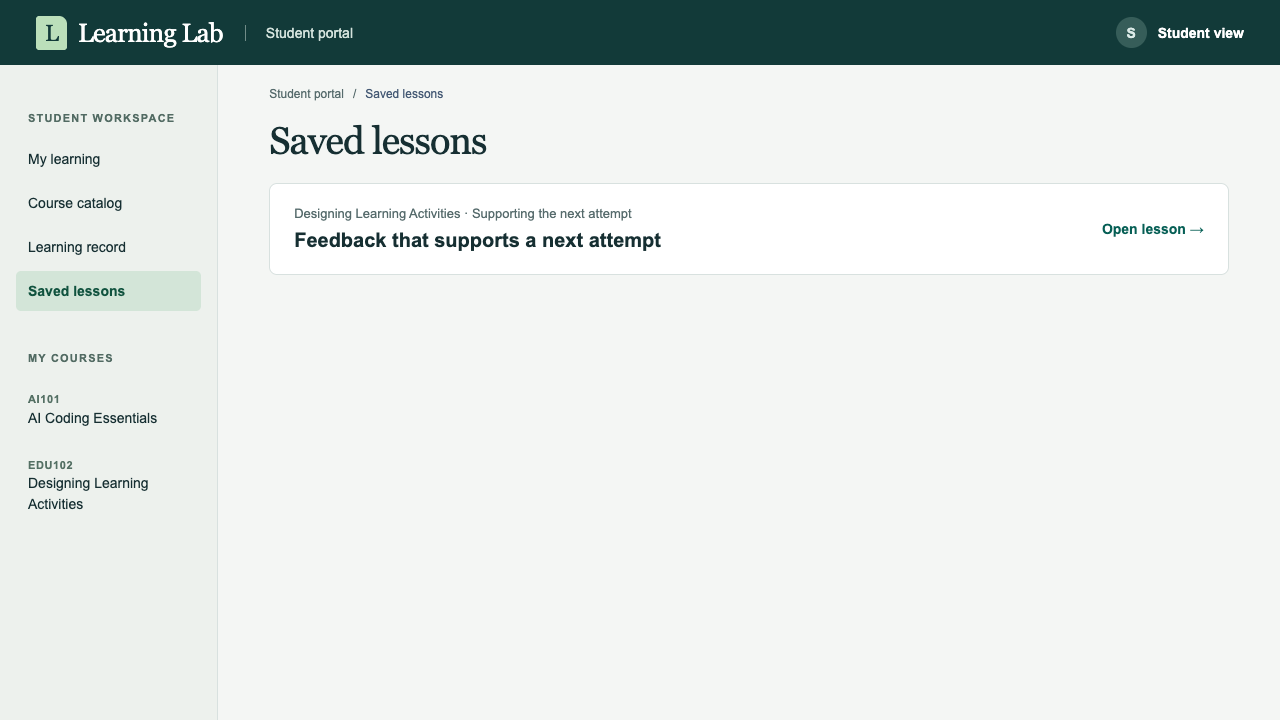 L Learning Lab
Student portal
S
Student view
STUDENT WORKSPACE
My learning
Course catalog
Learning record
Saved lessons
MY COURSES
AI101
AI Coding Essentials
EDU102
Designing Learning
Activities
Student portal / Saved lessons
Saved lessons
Designing Learning Activities · Supporting the next attempt
Feedback that supports a next attempt
Open lesson →